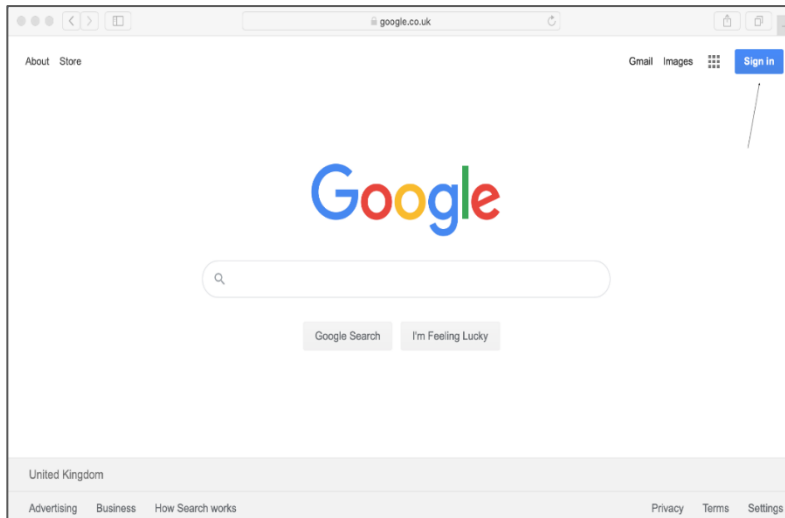 google.co.uk
About Store Gmail Images Sign in
Google
Google Search I'm Feeling Lucky
United Kingdom
Advertising Business How Search works Privacy Terms Settings